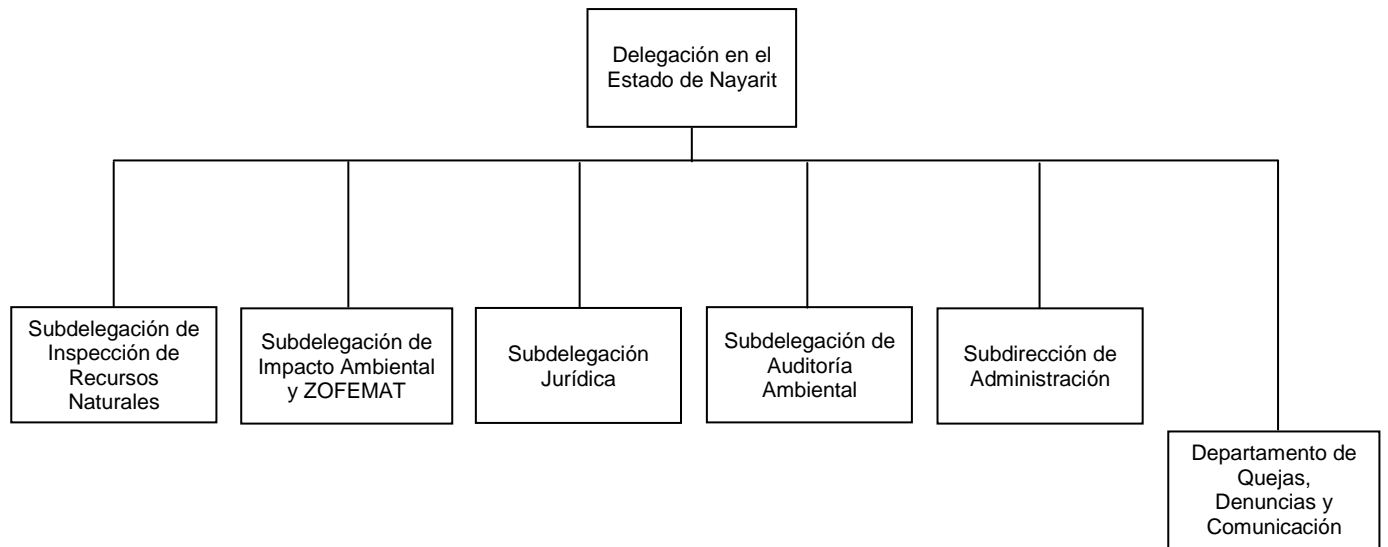 Delegación en el
Estado de Nayarit
Subdelegación de
Inspección de
Recursos
Naturales
Subdelegación de
Impacto Ambiental
y ZOFEMAT
Subdelegación
Jurídica
Subdelegación de
Auditoría
Ambiental
Subdirección de
Administración
Departamento de
Quejas,
Denuncias y
Comunicación